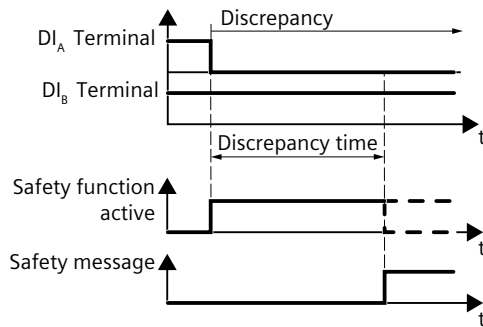 Discrepancy
DI_A Terminal
DI_B Terminal
t
Discrepancy time
Safety function
active
t
Safety message
t